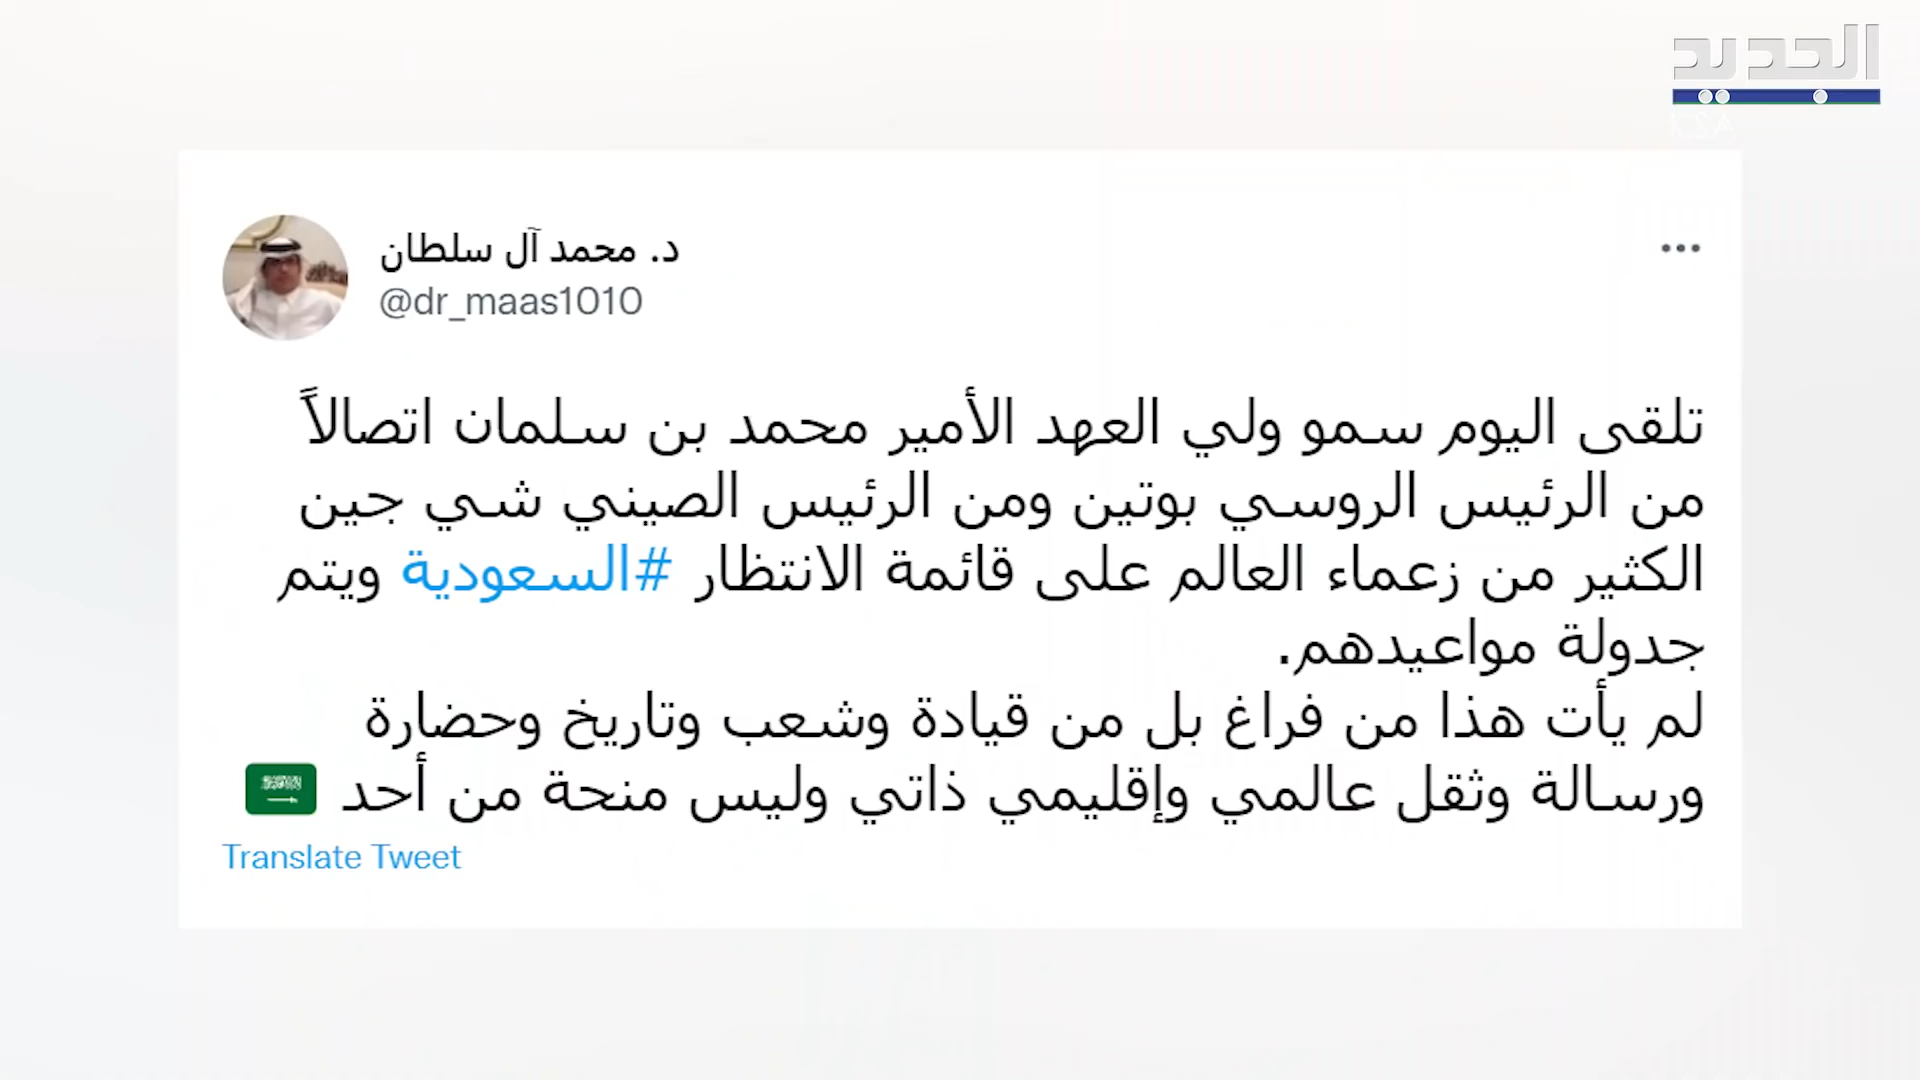 الجديد
KSA
د. محمد آل سلطان
@dr_maas1010
تلقى اليوم سمو ولي العهد الأمير محمد بن سلمان اتصالاً
من الرئيس الروسي بوتين ومن الرئيس الصيني شي جين
الكثير من زعماء العالم على قائمة الانتظار #السعودية ويتم
جدولة مواعيدهم.
لم يأت هذا من فراغ بل من قيادة وشعب وتاريخ وحضارة
ورسالة وثقل عالمي وإقليمي ذاتي وليس منحة من أحد 🇸🇦
Translate Tweet